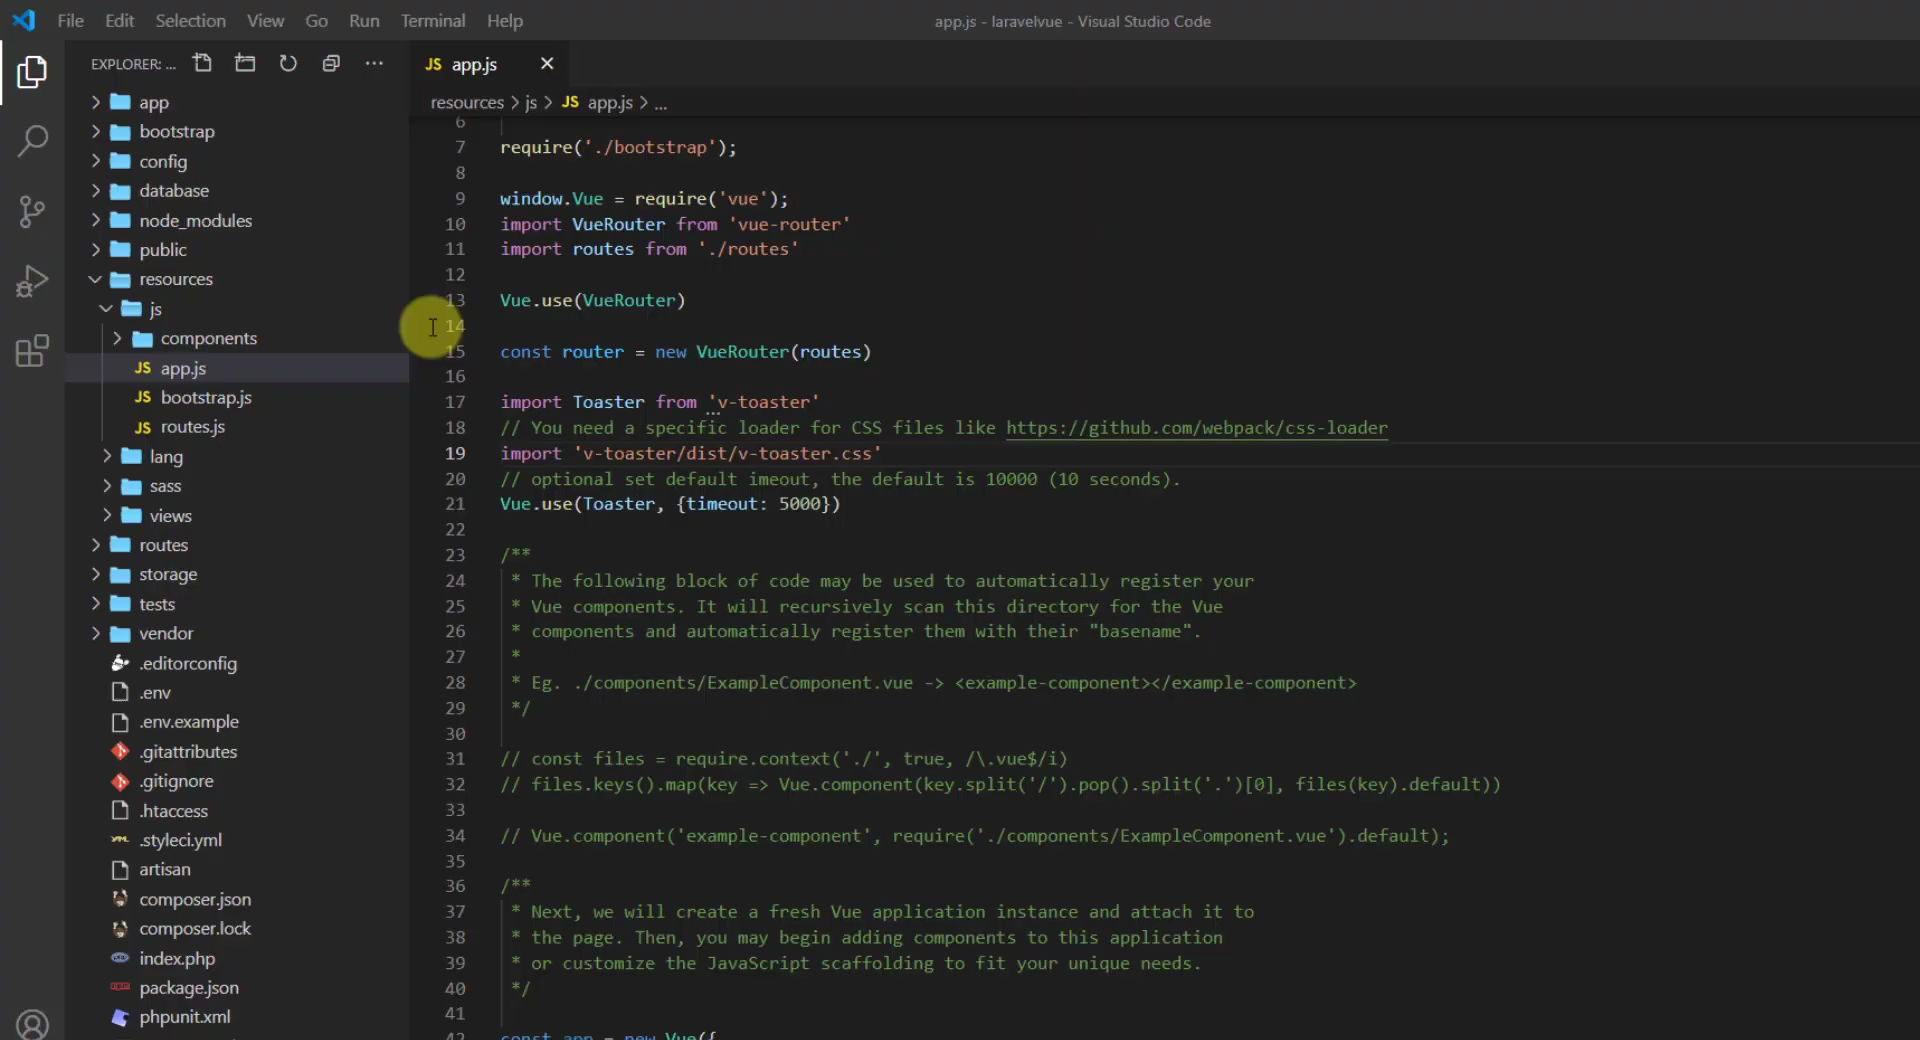 File Edit Selection View Go Run Terminal Help
app.js - laravelvue - Visual Studio Code
EXPLORER: ...
app
bootstrap
config
database
node_modules
public
resources
js
components
JS app.js
JS bootstrap.js
JS routes.js
lang
sass
views
routes
storage
tests
vendor
.editorconfig
.env
.env.example
.gitattributes
.gitignore
.htaccess
.styleci.yml
artisan
composer.json
composer.lock
index.php
package.json
phpunit.xml
JS app.js
resources > js > JS app.js > ...
6
7 require('./bootstrap');
8
9 window.Vue = require('vue');
10 import VueRouter from 'vue-router'
11 import routes from './routes'
12
13 Vue.use(VueRouter)
14
15 const router = new VueRouter(routes)
16
17 import Toaster from 'v-toaster'
18 // You need a specific loader for CSS files like https://github.com/webpack/css-loader
19 import 'v-toaster/dist/v-toaster.css'
20 // optional set default imeout, the default is 10000 (10 seconds).
21 Vue.use(Toaster, {timeout: 5000})
22
23 /**
24 * The following block of code may be used to automatically register your
25 * Vue components. It will recursively scan this directory for the Vue
26 * components and automatically register them with their "basename".
27 *
28 * Eg. ./components/ExampleComponent.vue -> <example-component></example-component>
29 */
30
31 // const files = require.context('./', true, /\.vue$/i)
32 // files.keys().map(key => Vue.component(key.split('/').pop().split('.')[0], files(key).default))
33
34 // Vue.component('example-component', require('./components/ExampleComponent.vue').default);
35
36 /**
37 * Next, we will create a fresh Vue application instance and attach it to
38 * the page. Then, you may begin adding components to this application
39 * or customize the JavaScript scaffolding to fit your unique needs.
40 */
41
42 const app = new Vue({